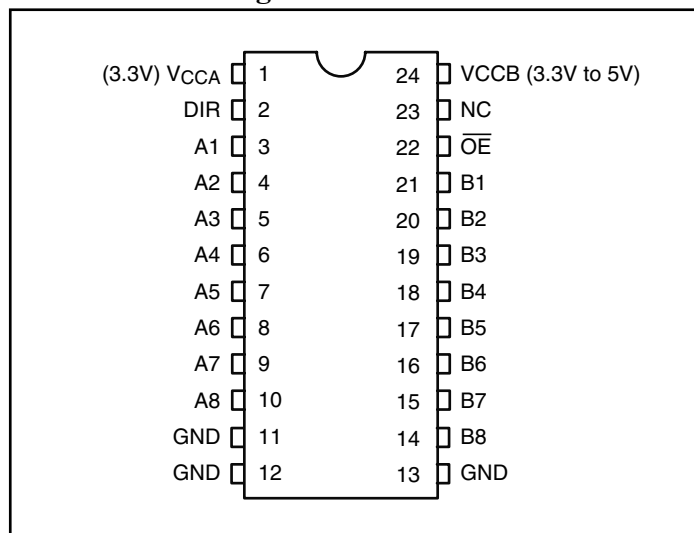 (3.3V) VCCA 1 24 VCCB (3.3V to 5V)
DIR 2 23 NC
A1 3 22 OE
A2 4 21 B1
A3 5 20 B2
A4 6 19 B3
A5 7 18 B4
A6 8 17 B5
A7 9 16 B6
A8 10 15 B7
GND 11 14 B8
GND 12 13 GND